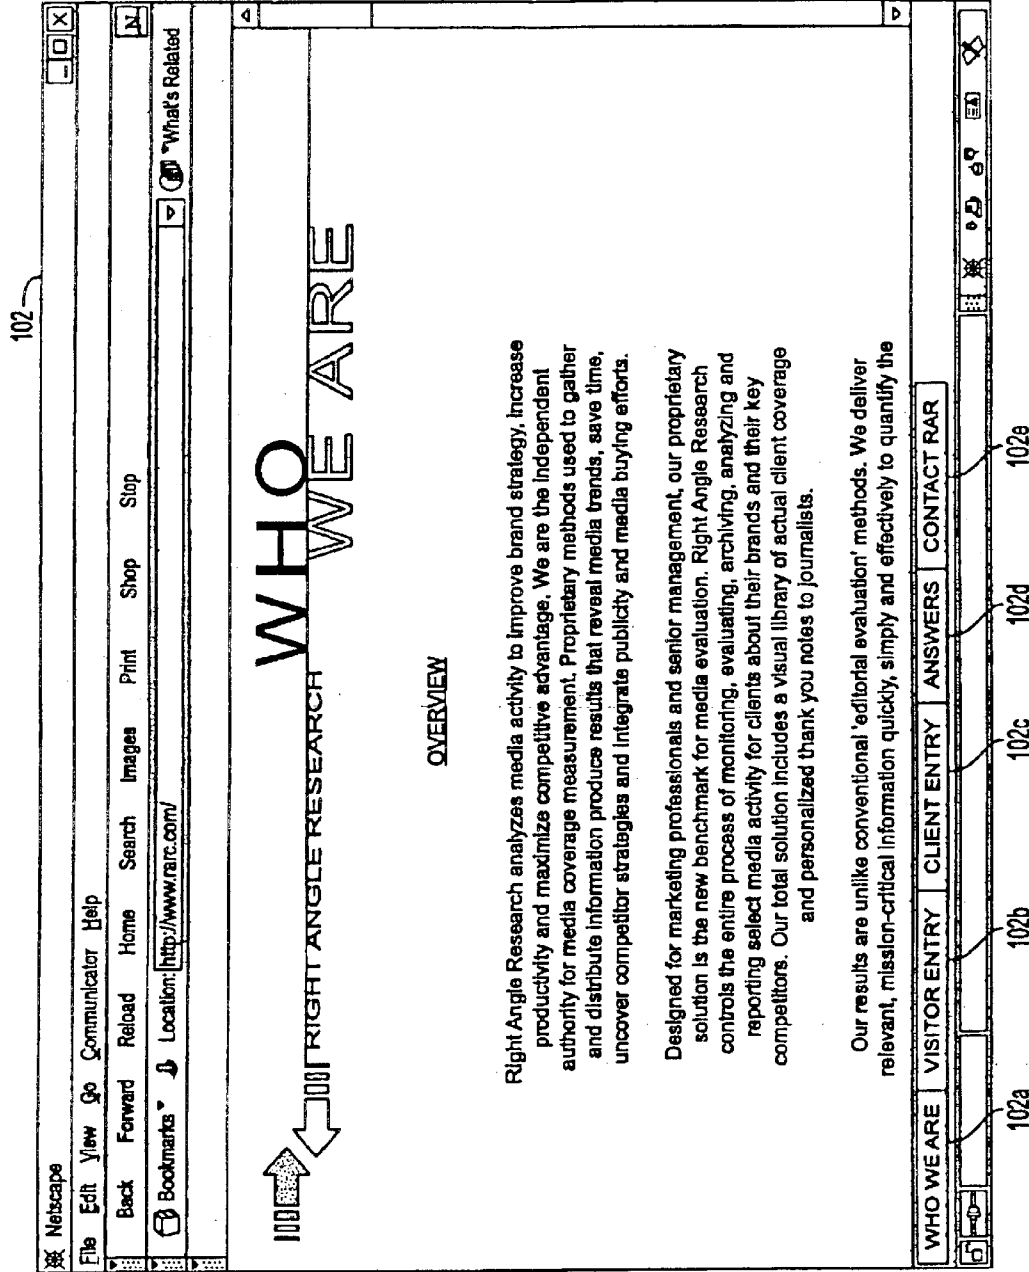 102
Netscape
File Edit View Go Communicator Help
Back Forward Reload Home Search Images Print Shop Stop
N
Bookmarks Location: http://www.rarc.com/ What's Related
WHO
RIGHT ANGLE RESEARCH
WE ARE
OVERVIEW
Right Angle Research analyzes media activity to improve brand strategy, increase
productivity and maximize competitive advantage. We are the independent
authority for media coverage measurement. Proprietary methods used to gather
and distribute information produce results that reveal media trends, save time,
uncover competitor strategies and integrate publicity and media buying efforts.
Designed for marketing professionals and senior management, our proprietary
solution is the new benchmark for media evaluation. Right Angle Research
controls the entire process of monitoring, evaluating, archiving, analyzing and
reporting select media activity for clients about their brands and their key
competitors. Our total solution includes a visual library of actual client coverage
and personalized thank you notes to journalists.
Our results are unlike conventional 'editorial evaluation' methods. We deliver
relevant, mission-critical information quickly, simply and effectively to quantify the
WHO WE ARE VISITOR ENTRY CLIENT ENTRY ANSWERS CONTACT RAR
102a 102b 102c 102d 102e